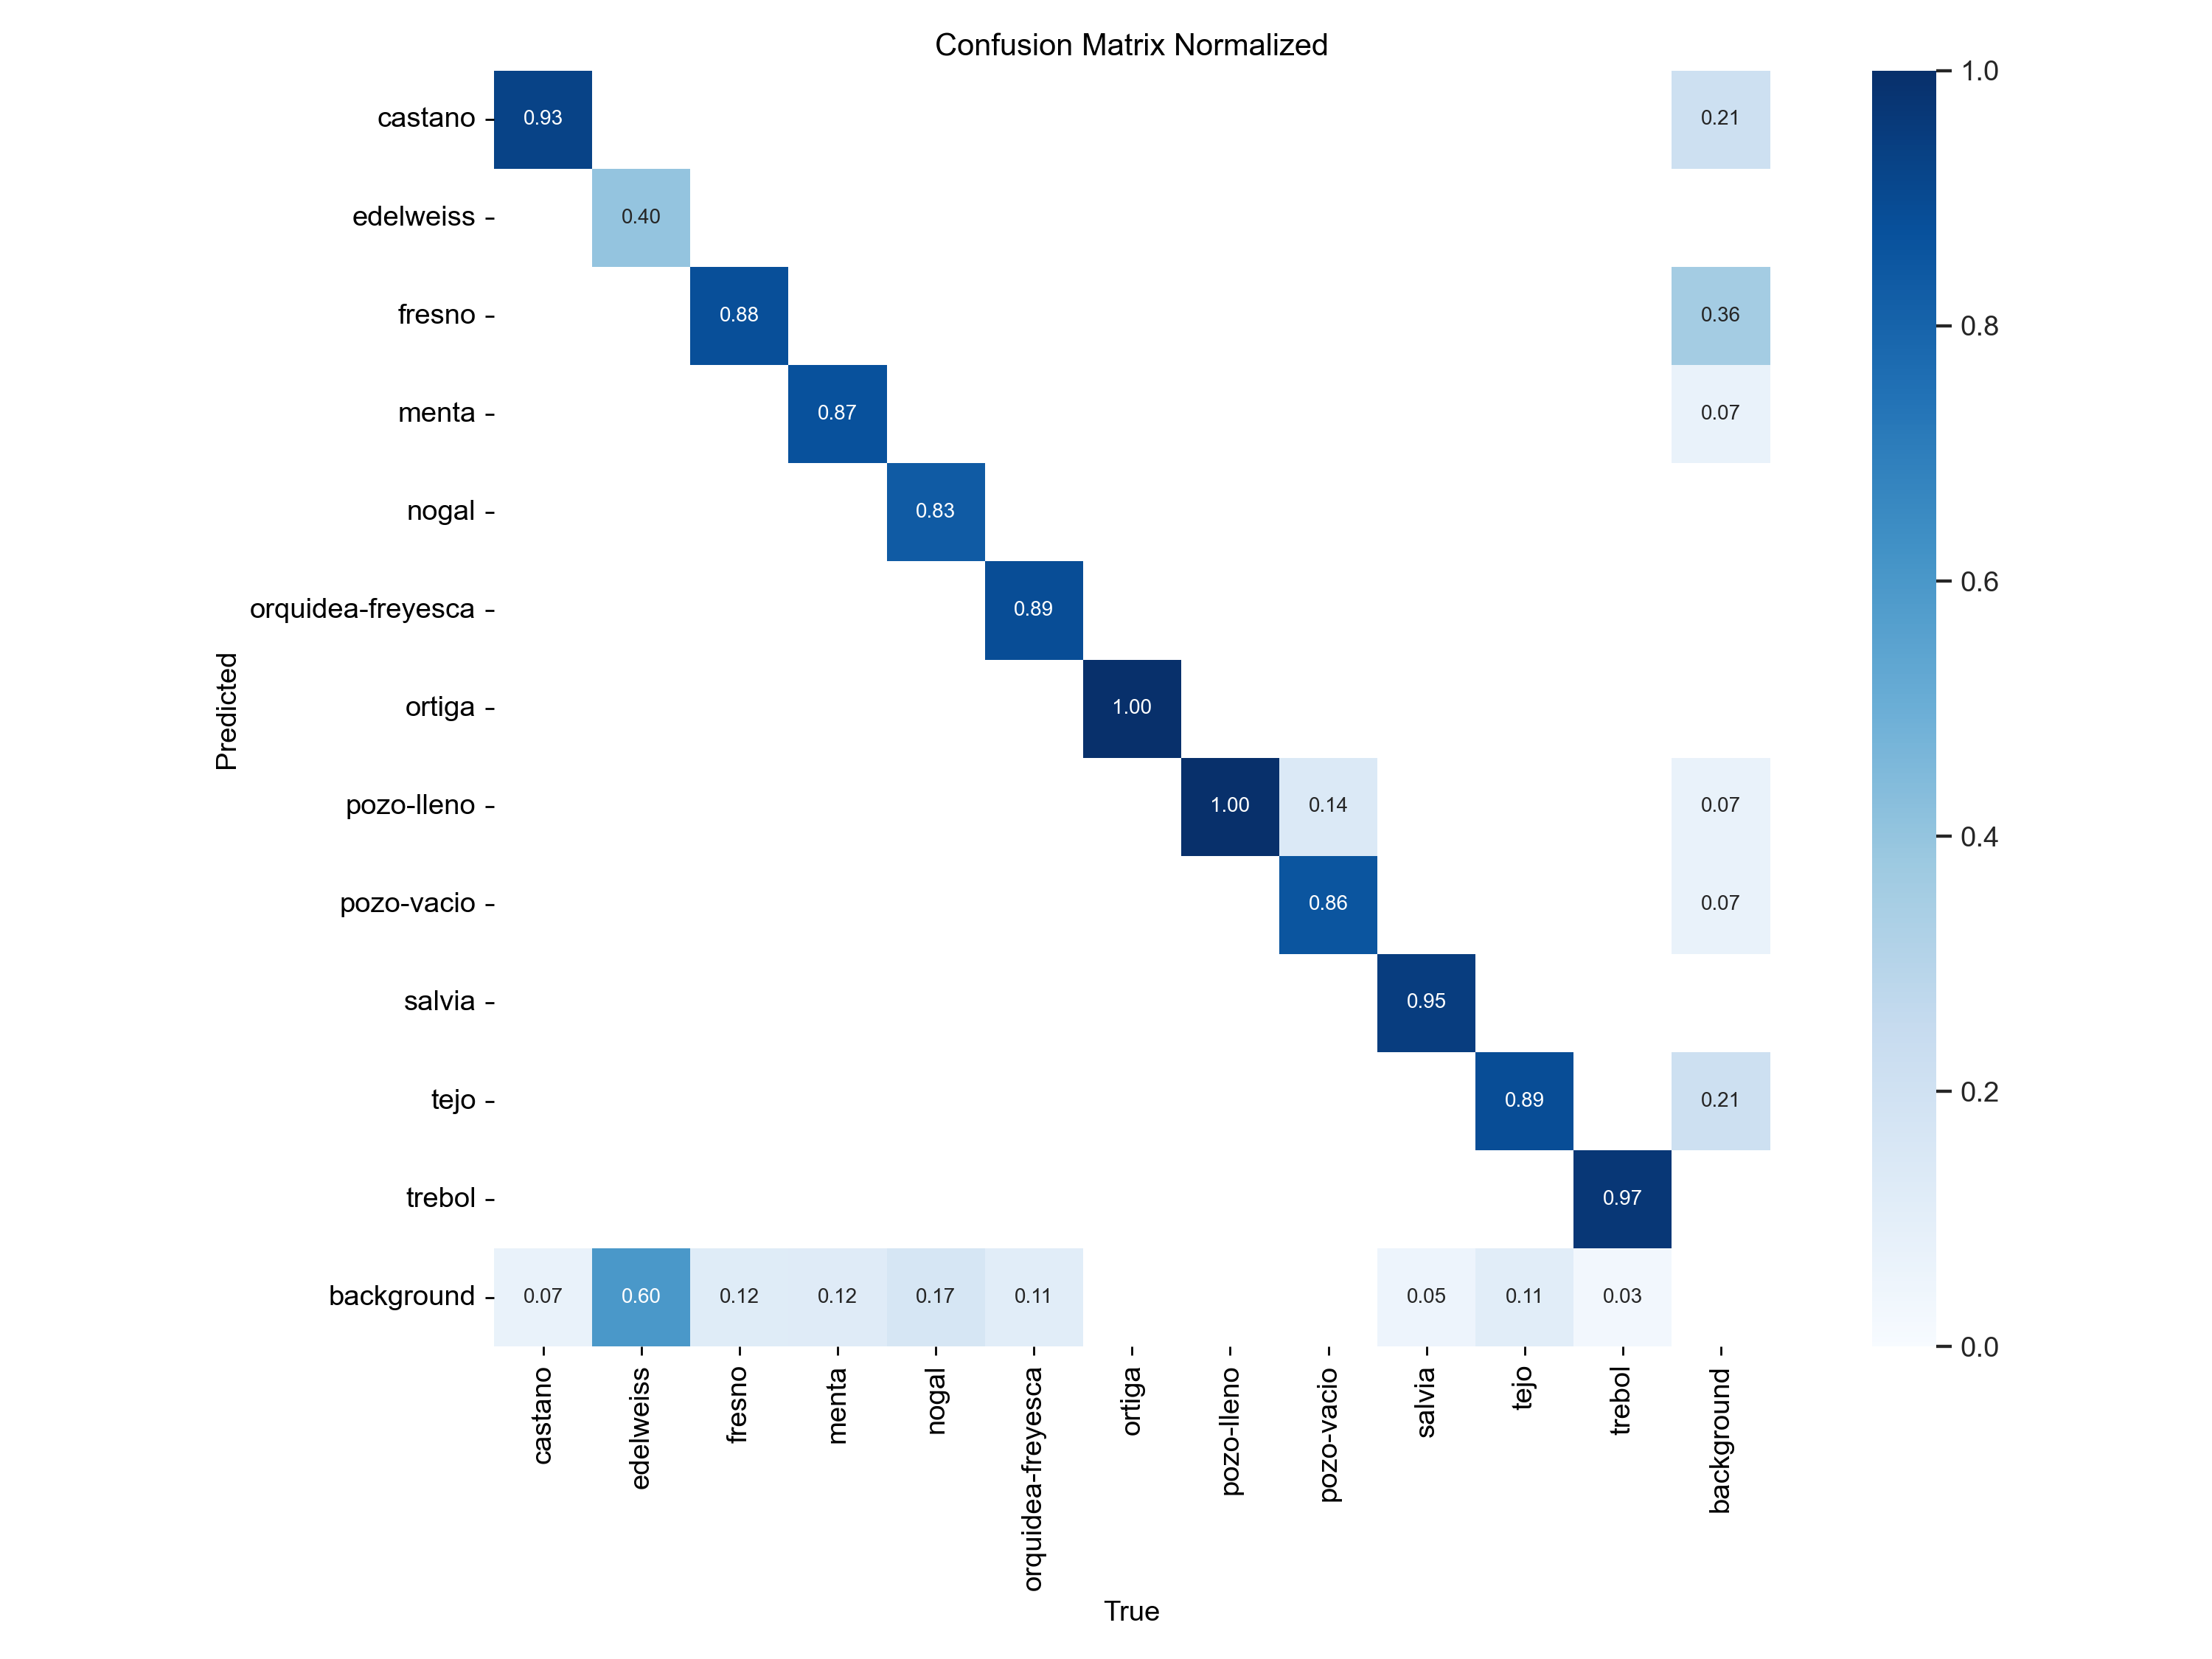 Confusion Matrix Normalized
castano 0.93 0.21
edelweiss 0.40
fresno 0.88 0.36
menta 0.87 0.07
nogal 0.83
orquidea-freyesca 0.89
ortiga 1.00
pozo-lleno 1.00 0.14 0.07
pozo-vacio 0.86 0.07
salvia 0.95
tejo 0.89 0.21
trebol 0.97
background 0.07 0.60 0.12 0.12 0.17 0.11 0.05 0.11 0.03
Predicted
castano edelweiss fresno menta nogal orquidea-freyesca ortiga pozo-lleno pozo-vacio salvia tejo trebol background
True
1.0
0.8
0.6
0.4
0.2
0.0